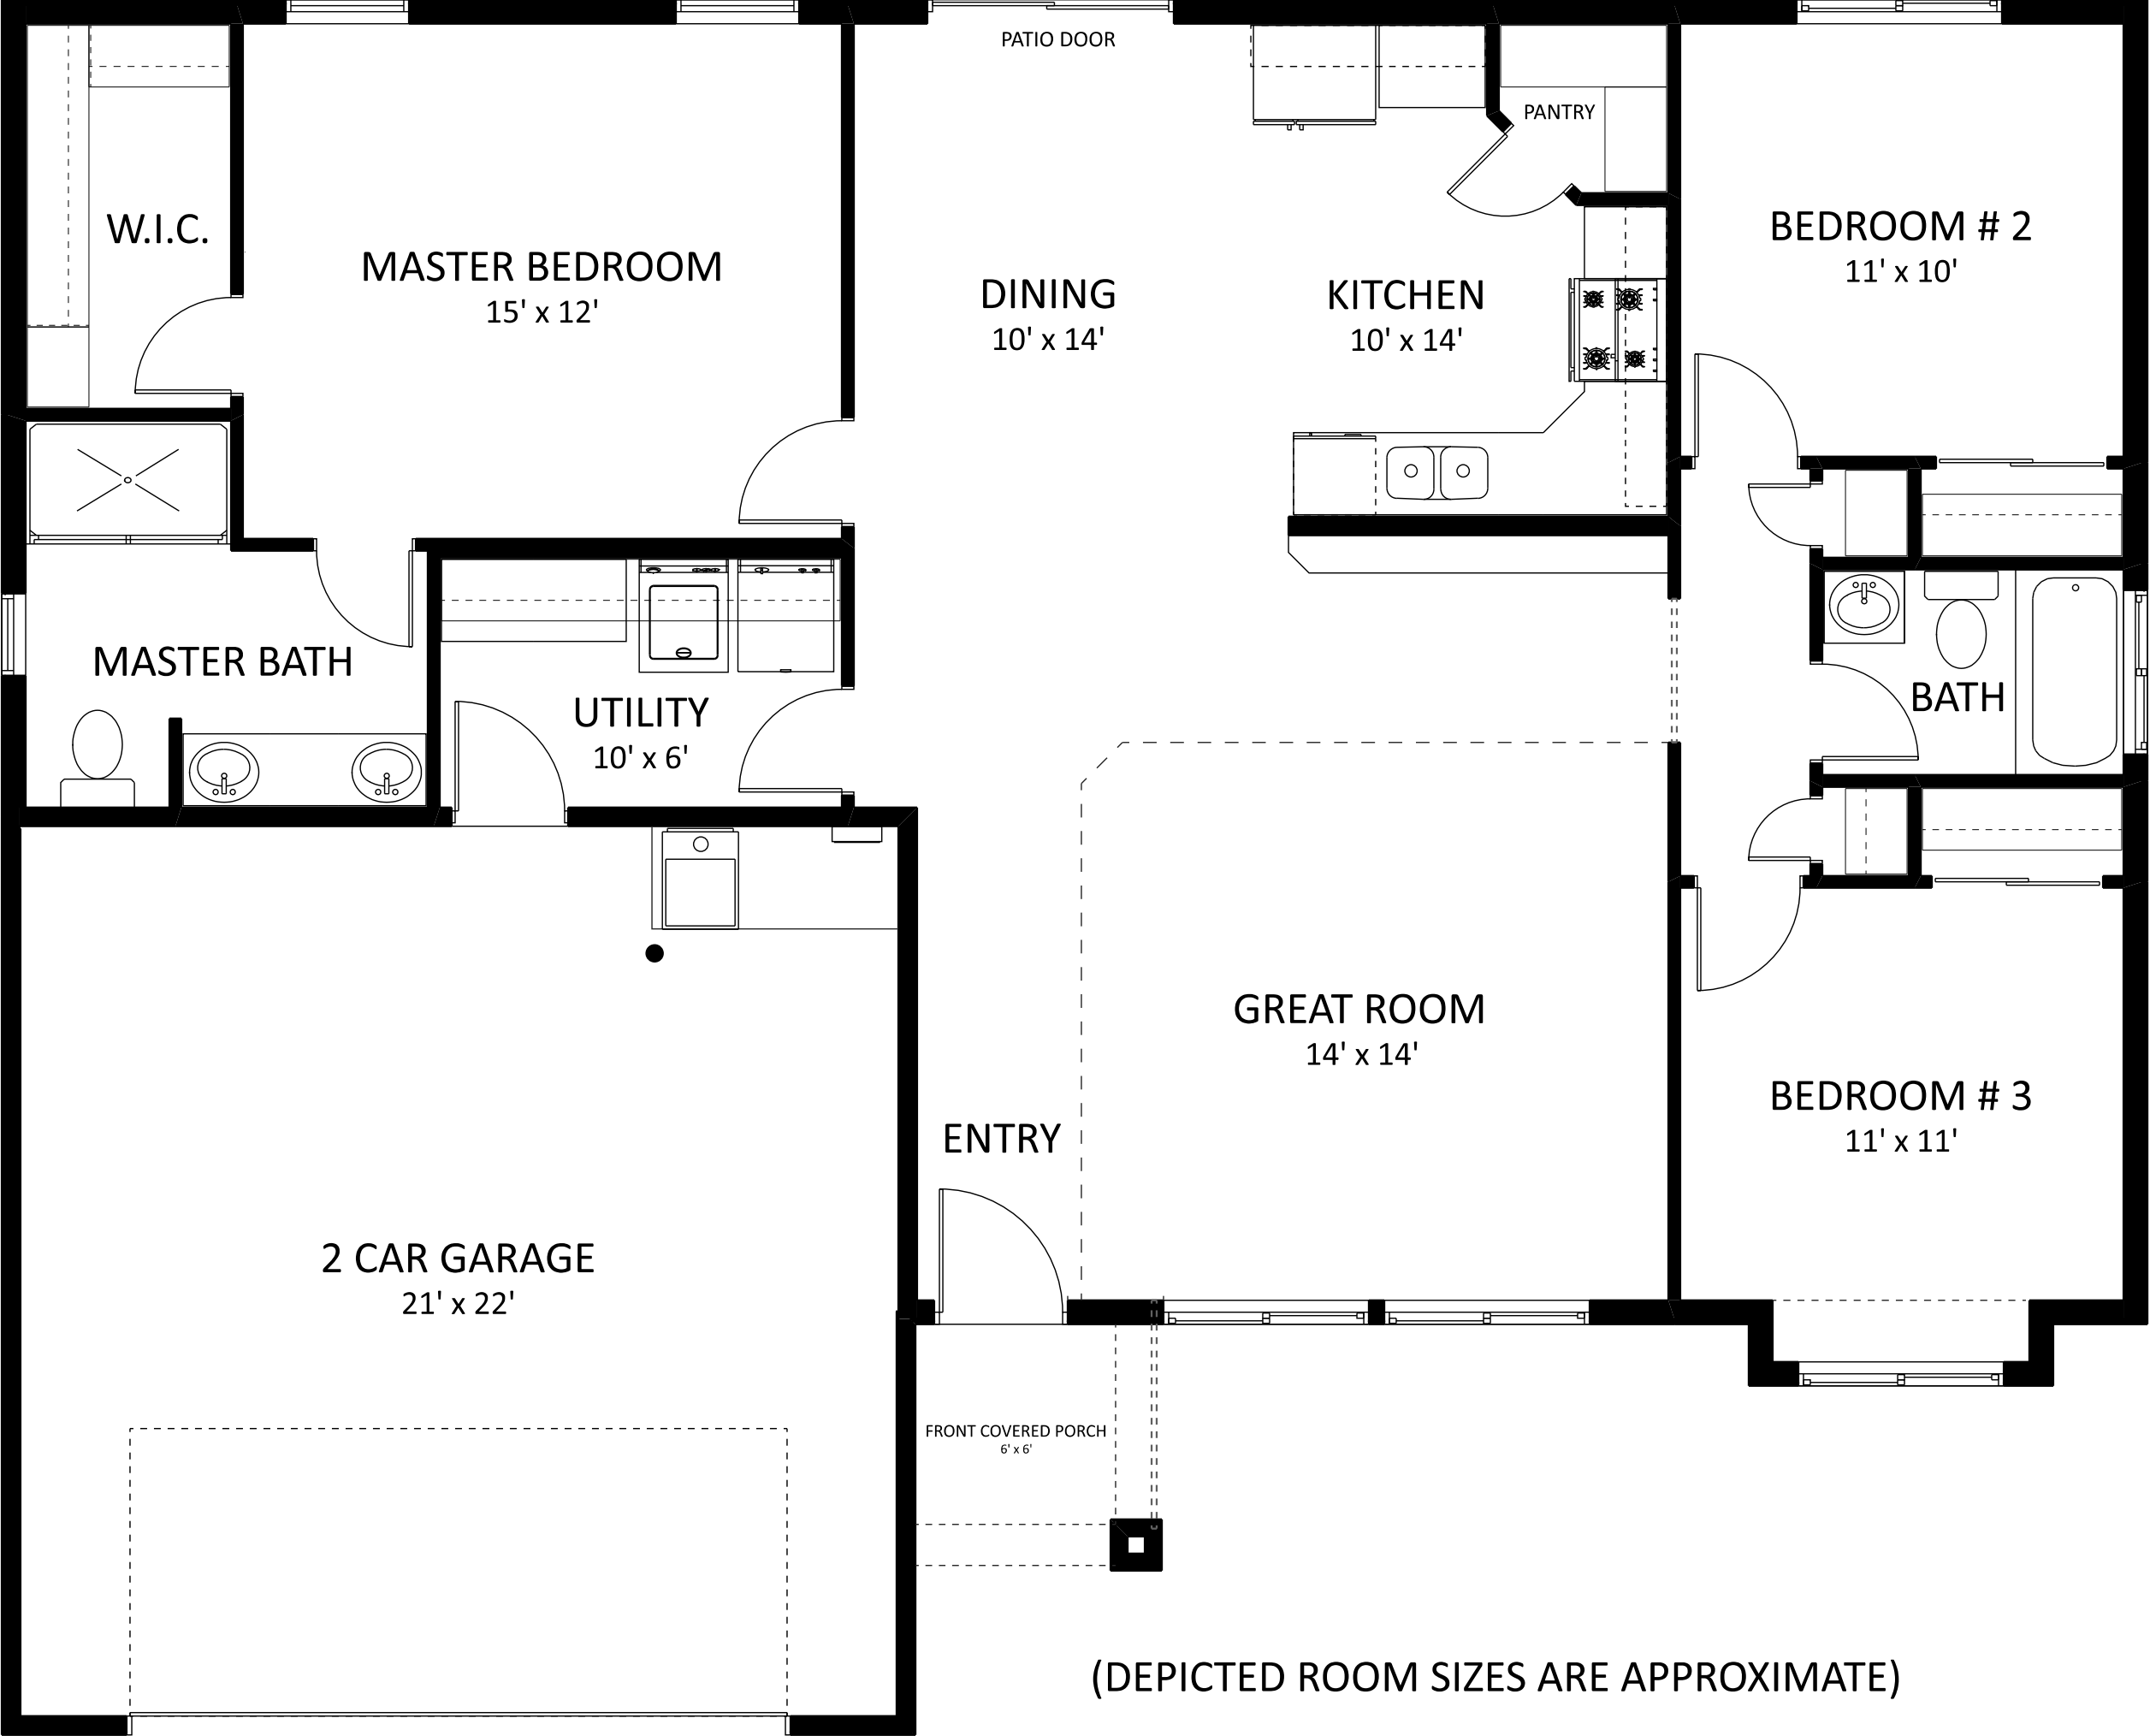 PATIO DOOR
PANTRY
W.I.C.
MASTER BEDROOM
15' x 12'
DINING
10' x 14'
KITCHEN
10' x 14'
BEDROOM # 2
11' x 10'
MASTER BATH
UTILITY
10' x 6'
BATH
GREAT ROOM
14' x 14'
BEDROOM # 3
11' x 11'
ENTRY
2 CAR GARAGE
21' x 22'
FRONT COVERED PORCH
6' x 6'
(DEPICTED ROOM SIZES ARE APPROXIMATE)